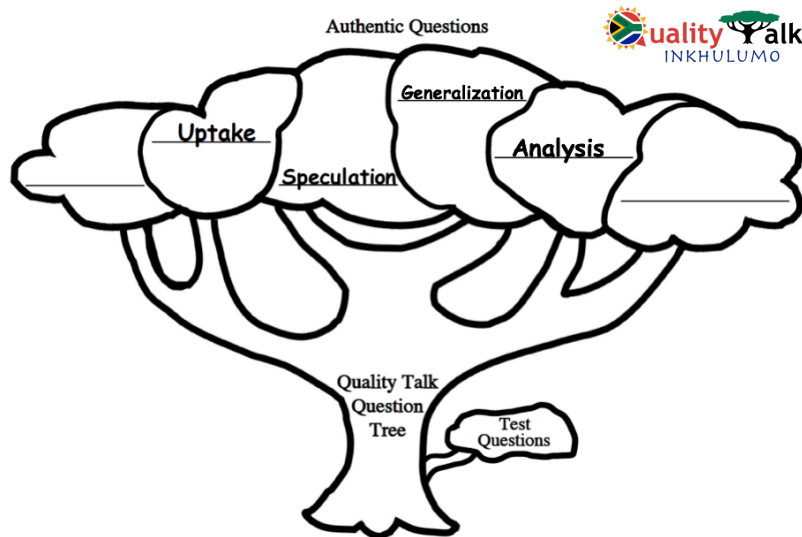 Authentic Questions
Quality Talk
INKHULUMO
Generalization
Uptake
Analysis
Speculation
Quality Talk
Question
Tree
Test
Questions